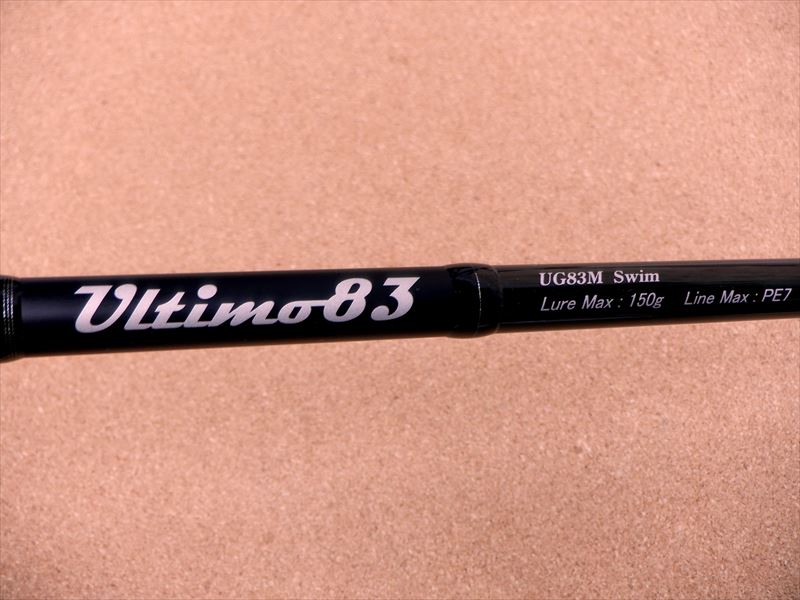 Ultimo83
UG83M Swim
Lure Max : 150g Line Max : PE7